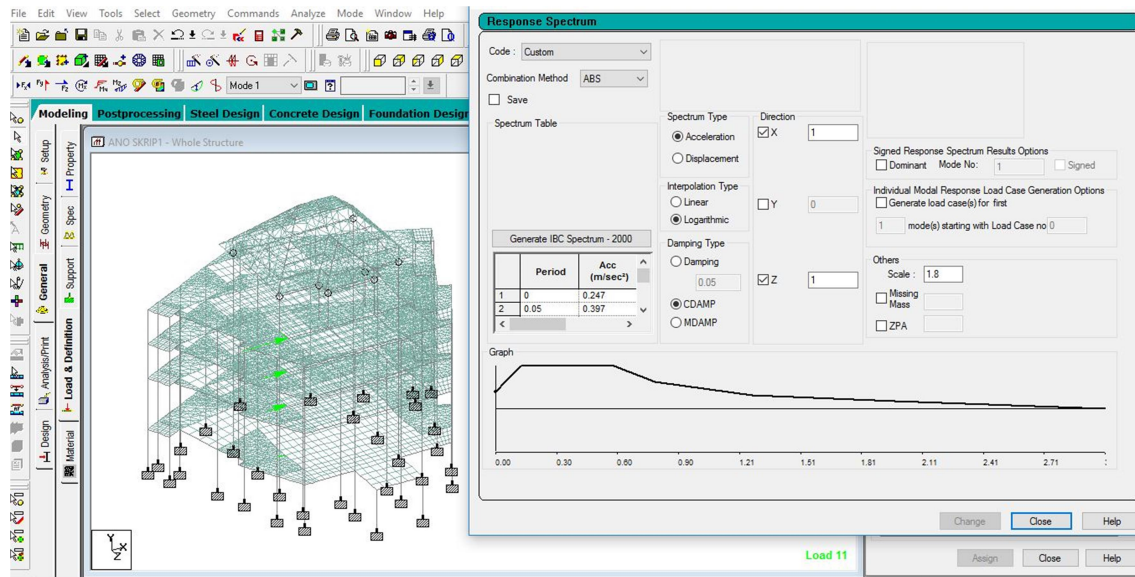 File Edit View Tools Select Geometry Commands Analyze Mode Window Help
Mode 1
Modeling Postprocessing Steel Design Concrete Design Foundation Design
Setup
Geometry
General
Analysis/Print
Design
Property
Spec
Support
Load & Definition
Material
ANO SKRIP1 - Whole Structure
Y
X
Z
Load 11
Response Spectrum
Code : Custom
Combination Method ABS
Save
Spectrum Table
Generate IBC Spectrum - 2000
Period Acc (m/sec²)
1 0 0.247
2 0.05 0.397
Spectrum Type
Acceleration
Displacement
Interpolation Type
Linear
Logarithmic
Damping Type
Damping
0.05
CDAMP
MDAMP
Direction
X 1
Y 0
Z 1
Signed Response Spectrum Results Options
Dominant Mode No: 1 Signed
Individual Modal Response Load Case Generation Options
Generate load case(s) for first
1 mode(s) starting with Load Case no 0
Others
Scale : 1.8
Missing Mass
ZPA
Graph
0.00 0.30 0.60 0.90 1.21 1.51 1.81 2.11 2.41 2.71
Change Close Help
Assign Close Help